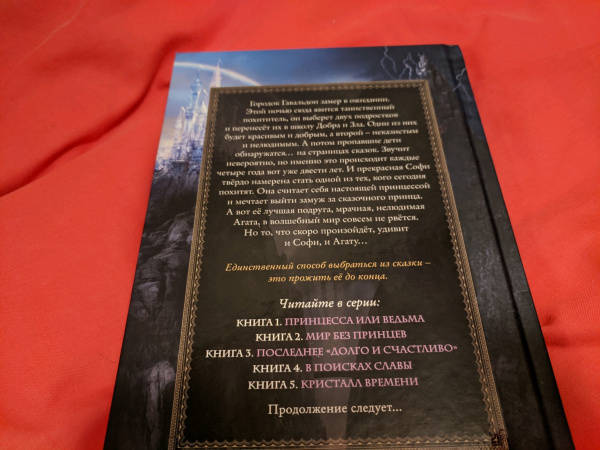 Городок Гавальдон замер в ожидании.
Этой ночью сюда явится таинственный
похититель, он выберет двух подростков
и перенесёт их в школу Добра и Зла. Один из них
будет красивым и добрым, а второй – неказистым
и нелюдимым. А потом пропавшие дети
обнаружатся... на страницах сказок. Звучит
невероятно, но именно это происходит каждые
четыре года вот уже двести лет. И прекрасная Софи
твёрдо намерена стать одной из тех, кого сегодня
похитят. Она считает себя настоящей принцессой
и мечтает выйти замуж за сказочного принца.
А вот её лучшая подруга, мрачная, нелюдимая
Агата, в волшебный мир совсем не рвётся.
Но то, что скоро произойдёт, удивит
и Софи, и Агату...
Единственный способ выбраться из сказки –
это прожить её до конца.
Читайте в серии:
КНИГА 1. ПРИНЦЕССА ИЛИ ВЕДЬМА
КНИГА 2. МИР БЕЗ ПРИНЦЕВ
КНИГА 3. ПОСЛЕДНЕЕ «ДОЛГО И СЧАСТЛИВО»
КНИГА 4. В ПОИСКАХ СЛАВЫ
КНИГА 5. КРИСТАЛЛ ВРЕМЕНИ
Продолжение следует...